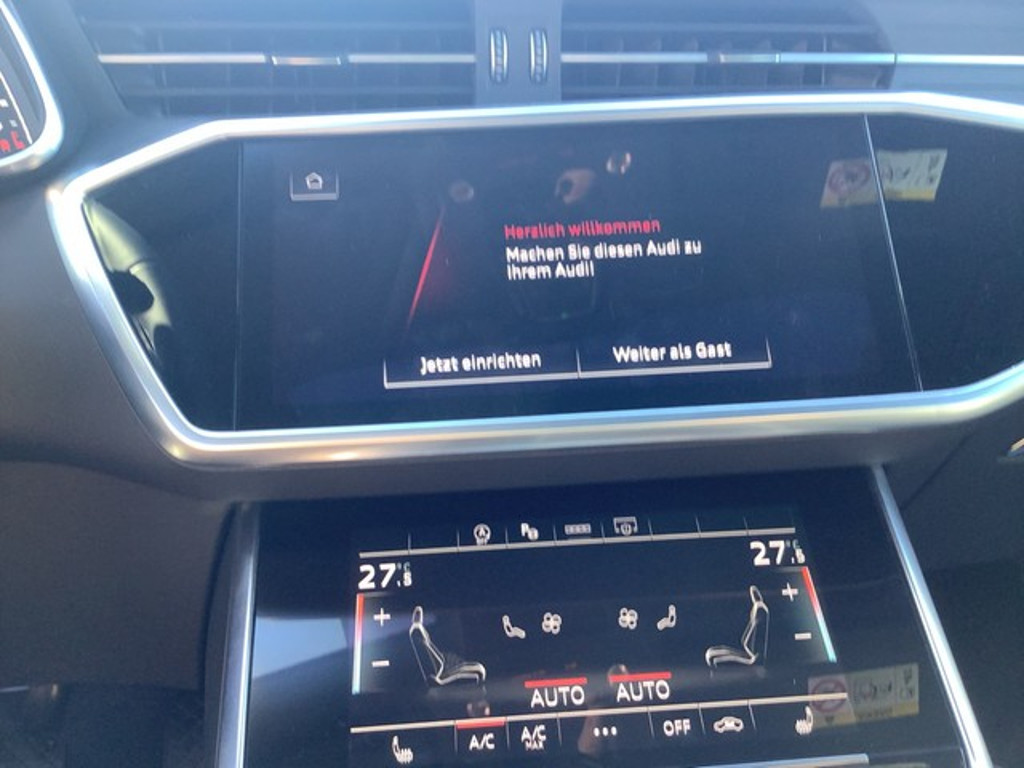 Herzlich willkommen
Machen Sie diesen Audi zu
Ihrem Audi!
Jetzt einrichten
Weiter als Gast
27.5 °C
27.5 °C
+
+
−
−
AUTO
AUTO
A/C
A/C
MAX
OFF